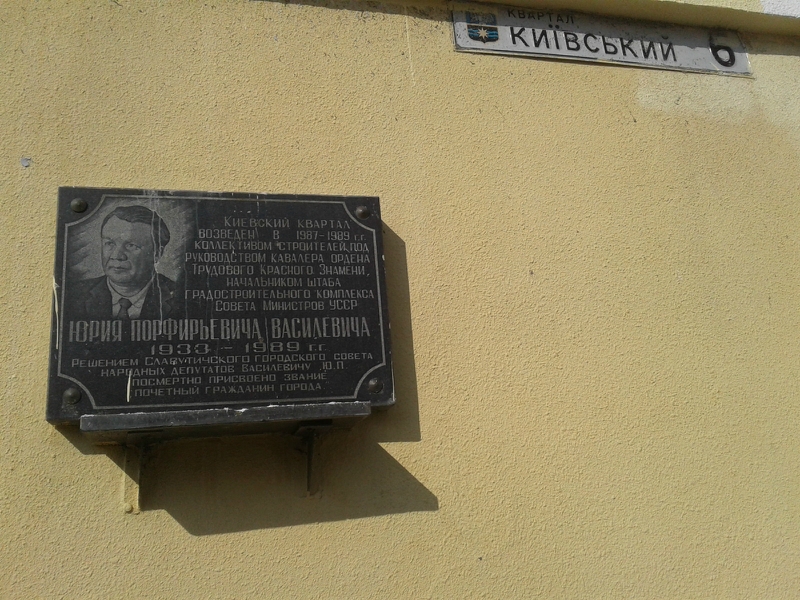 КВАРТАЛ
КИЇВСЬКИЙ 6
КИЕВСКИЙ КВАРТАЛ
ВОЗВЕДЕН В 1987-1989 г.г.
КОЛЛЕКТИВОМ СТРОИТЕЛЕЙ ПОД
РУКОВОДСТВОМ КАВАЛЕРА ОРДЕНА
ТРУДОВОГО КРАСНОГО ЗНАМЕНИ,
НАЧАЛЬНИКОМ ШТАБА
ГРАДОСТРОИТЕЛЬНОГО КОМПЛЕКСА
СОВЕТА МИНИСТРОВ УССР
ЮРИЯ ПОРФИРЬЕВИЧА ВАСИЛЕВИЧА
1933 - 1989 г.г.
РЕШЕНИЕМ СЛАВУТИЧСКОГО ГОРОДСКОГО СОВЕТА
НАРОДНЫХ ДЕПУТАТОВ ВАСИЛЕВИЧУ Ю.П.
ПОСМЕРТНО ПРИСВОЕНО ЗВАНИЕ
ПОЧЕТНЫЙ ГРАЖДАНИН ГОРОДА